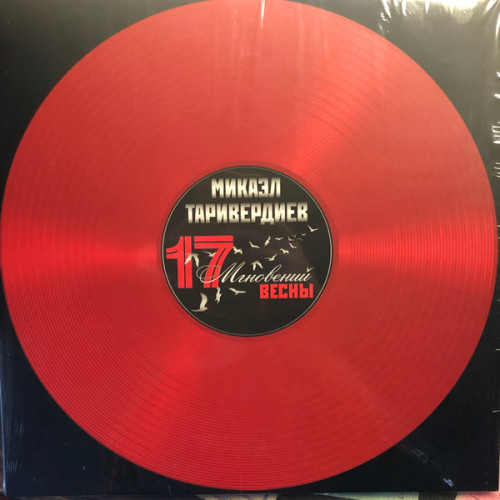 МИКАЭЛ
ТАРИВЕРДИЕВ
17 Мгновений
ВЕСНЫ